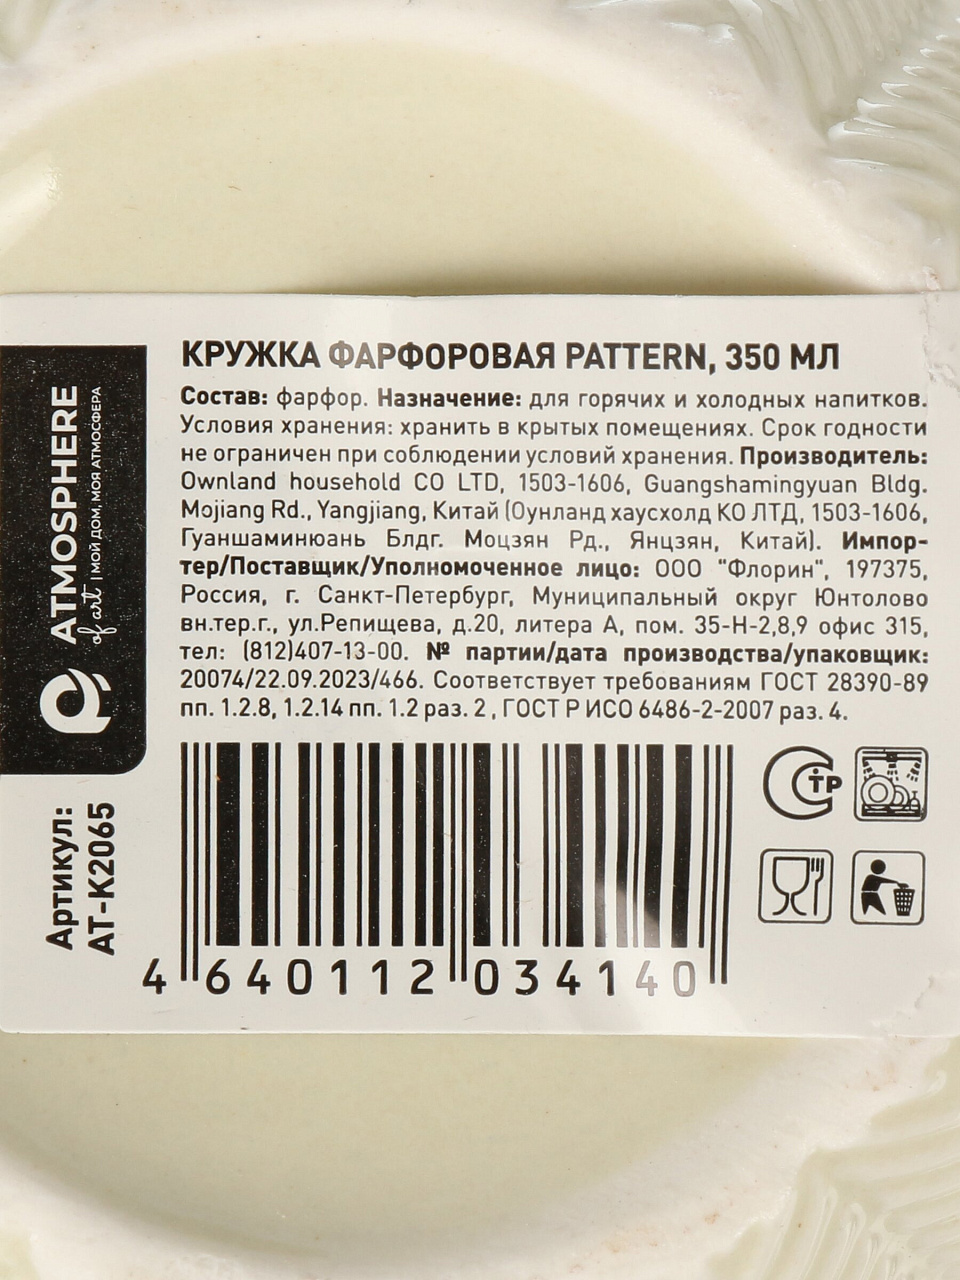 КРУЖКА ФАРФОРОВАЯ PATTERN, 350 МЛ
Состав: фарфор. Назначение: для горячих и холодных напитков.
Условия хранения: хранить в крытых помещениях. Срок годности
не ограничен при соблюдении условий хранения. Производитель:
Ownland household CO LTD, 1503-1606, Guangshamingyuan Bldg.
Mojiang Rd., Yangjiang, Китай (Оунланд хаусхолд КО ЛТД, 1503-1606,
Гуаншаминюань Блдг. Моцзян Рд., Янцзян, Китай). Импор-
тер/Поставщик/Уполномоченное лицо: ООО "Флорин", 197375,
Россия, г. Санкт-Петербург, Муниципальный округ Юнтолово
вн.тер.г., ул.Репищева, д.20, литера А, пом. 35-Н-2,8,9 офис 315,
тел: (812)407-13-00. № партии/дата производства/упаковщик:
20074/22.09.2023/466. Соответствует требованиям ГОСТ 28390-89
пп. 1.2.8, 1.2.14 пп. 1.2 раз. 2 , ГОСТ Р ИСО 6486-2-2007 раз. 4.
ATMOSPHERE
of art | МОЙ ДОМ, МОЯ АТМОСФЕРА
Артикул:
AT-K2065
4 640112 034140
СТР